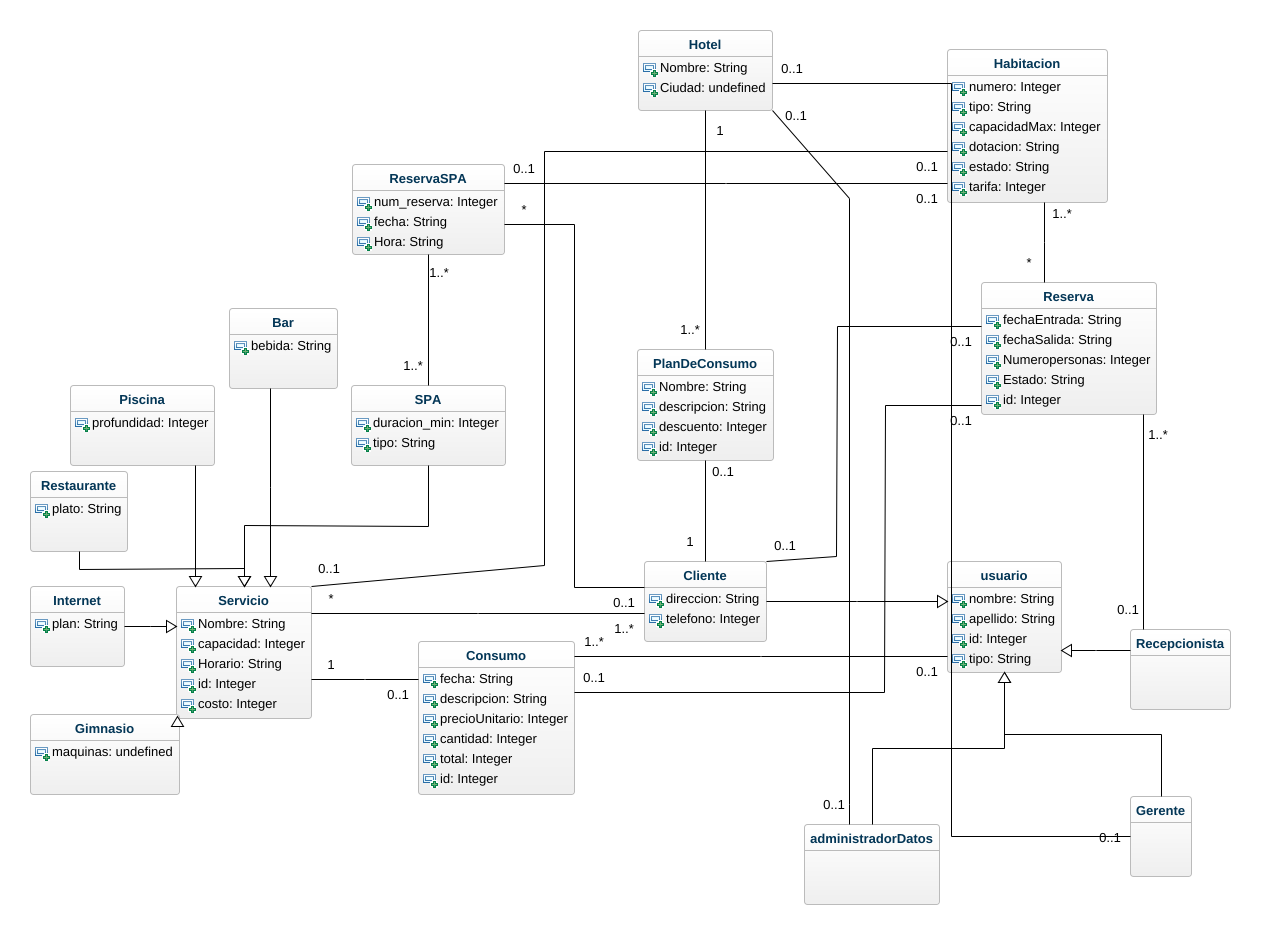 Hotel
Nombre: String
Ciudad: undefined
0..1
0..1
1
Habitacion
numero: Integer
tipo: String
capacidadMax: Integer
dotacion: String
estado: String
tarifa: Integer
0..1
0..1
1..*
*
ReservaSPA
num_reserva: Integer
fecha: String
Hora: String
0..1
*
1..*
1..*
Reserva
fechaEntrada: String
fechaSalida: String
Numeropersonas: Integer
Estado: String
id: Integer
0..1
0..1
1..*
Bar
bebida: String
1..*
PlanDeConsumo
Nombre: String
descripcion: String
descuento: Integer
id: Integer
0..1
1
Piscina
profundidad: Integer
SPA
duracion_min: Integer
tipo: String
Restaurante
plato: String
Internet
plan: String
Servicio
Nombre: String
capacidad: Integer
Horario: String
id: Integer
costo: Integer
0..1
*
1
0..1
Cliente
direccion: String
telefono: Integer
0..1
0..1
1..*
usuario
nombre: String
apellido: String
id: Integer
tipo: String
0..1
0..1
Recepcionista
Consumo
fecha: String
descripcion: String
precioUnitario: Integer
cantidad: Integer
total: Integer
id: Integer
1..*
0..1
Gimnasio
maquinas: undefined
0..1
administradorDatos
Gerente
0..1